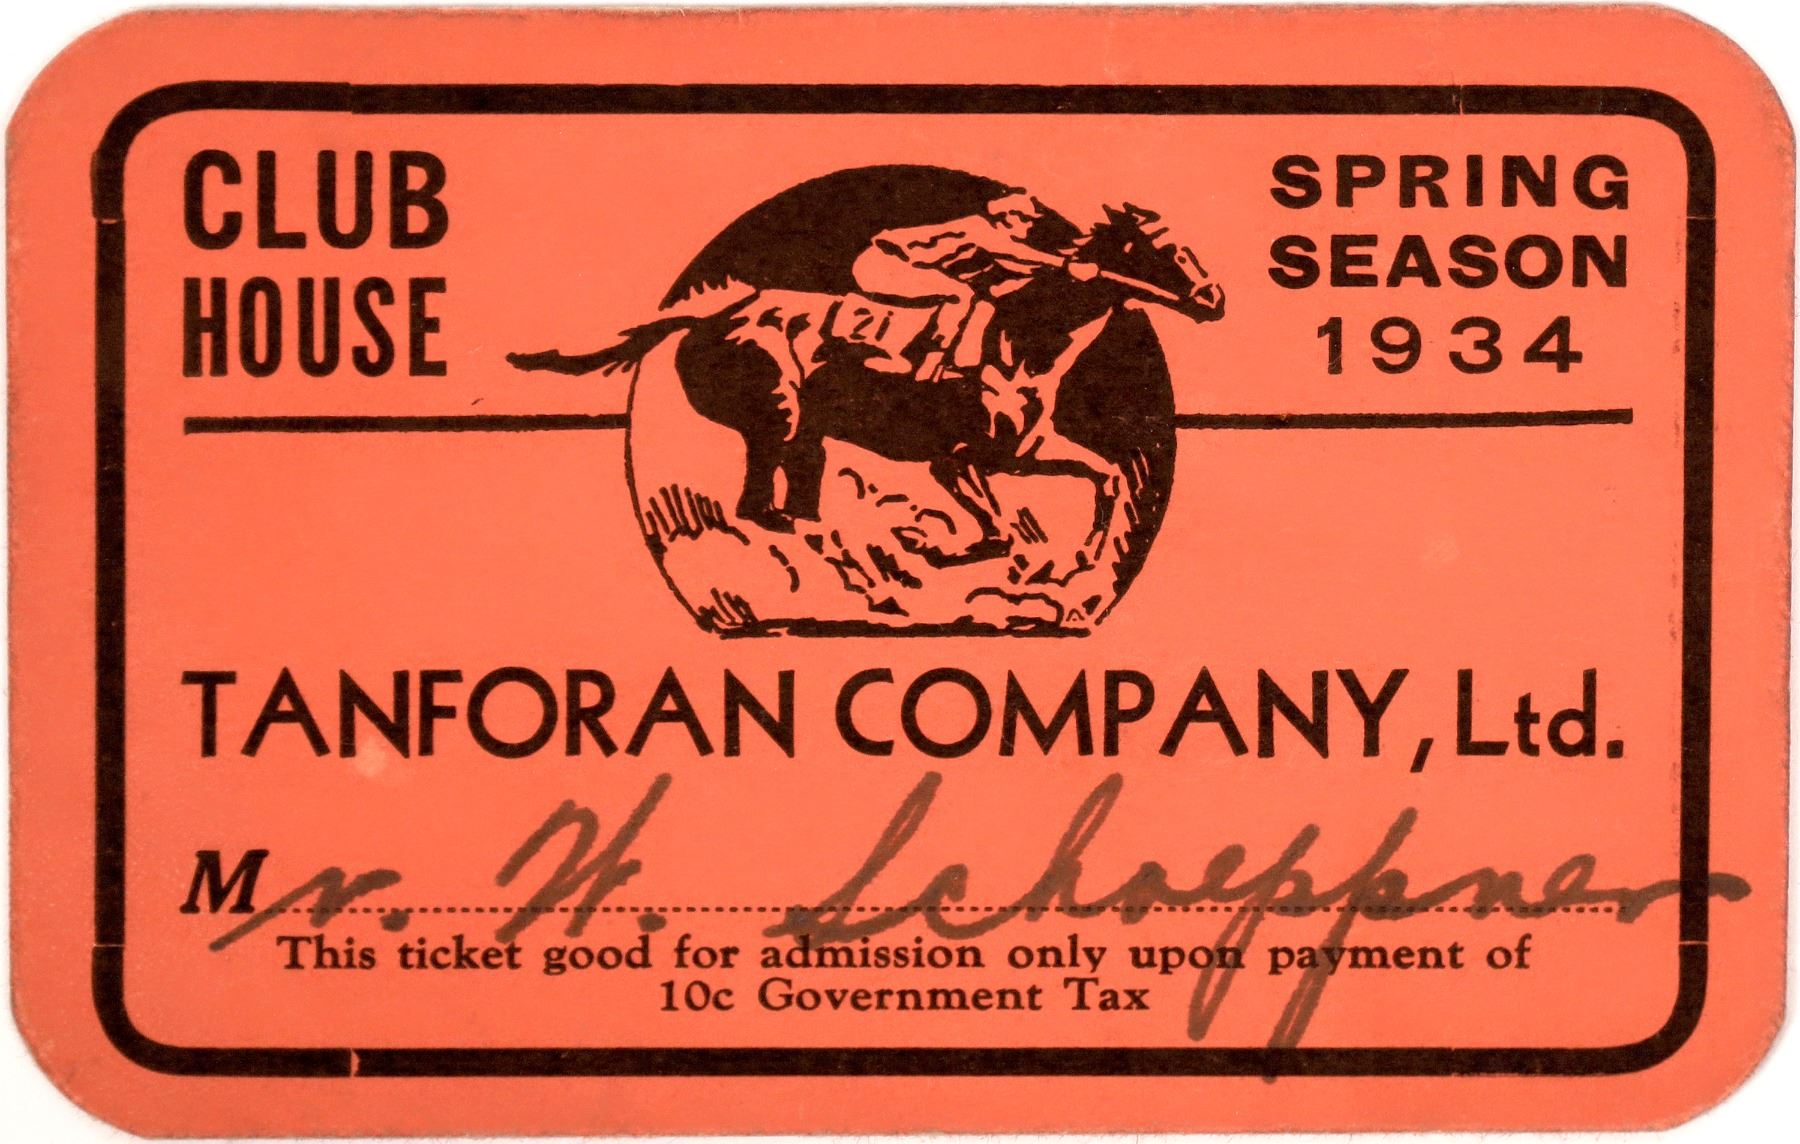 CLUB
HOUSE
SPRING
SEASON
1934
21
TANFORAN COMPANY, Ltd.
Mr. H. Schoeppner
This ticket good for admission only upon payment of
10c Government Tax